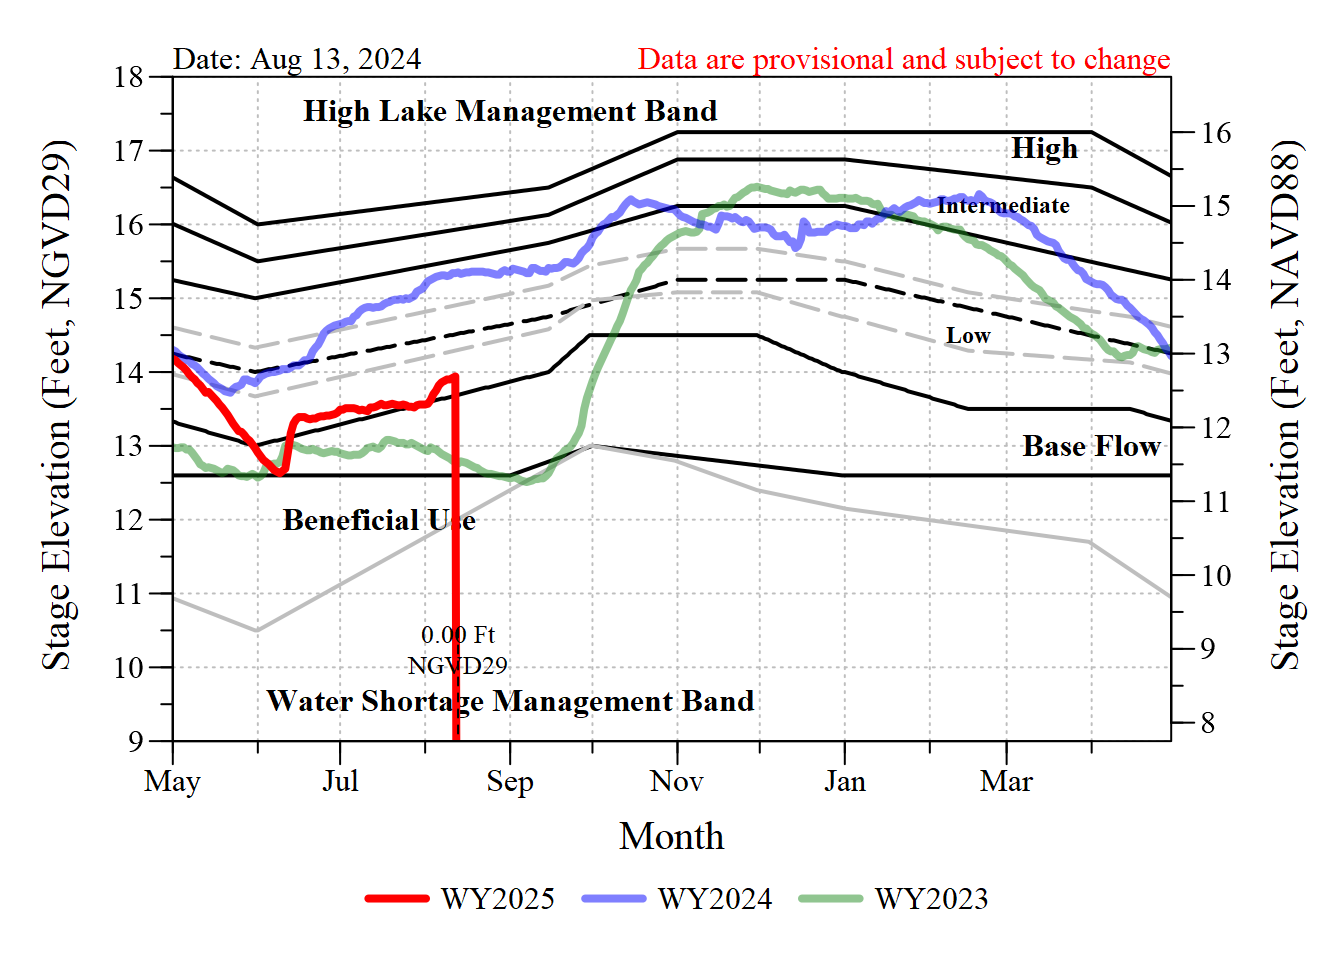 Date: Aug 13, 2024
Data are provisional and subject to change
High Lake Management Band
High
Intermediate
Low
Base Flow
Beneficial Use
0.00 Ft
NGVD29
Water Shortage Management Band
Stage Elevation (Feet, NGVD29)
18
17
16
15
14
13
12
11
10
9
Stage Elevation (Feet, NAVD88)
16
15
14
13
12
11
10
9
8
May Jul Sep Nov Jan Mar
Month
WY2025 WY2024 WY2023